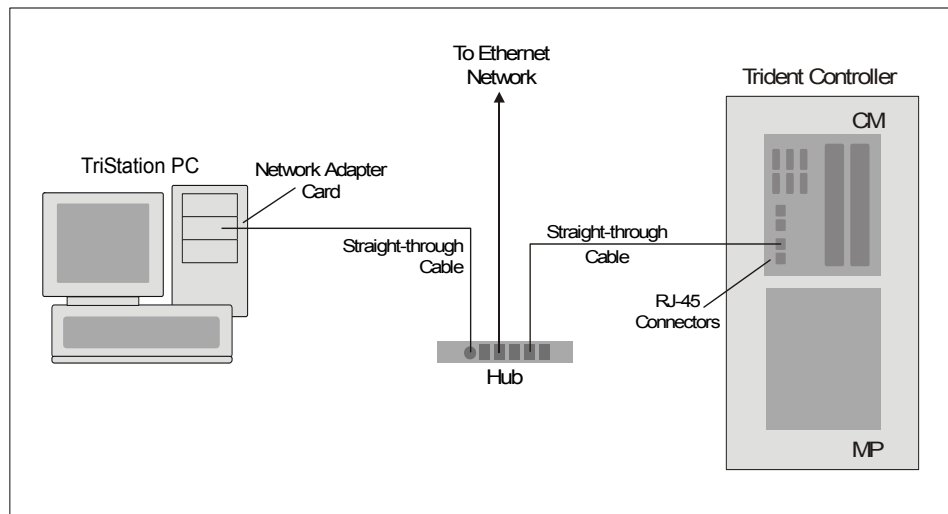 To Ethernet
Network
Trident Controller
CM
TriStation PC
Network Adapter
Card
Straight-through
Cable
Straight-through
Cable
RJ-45
Connectors
Hub
MP